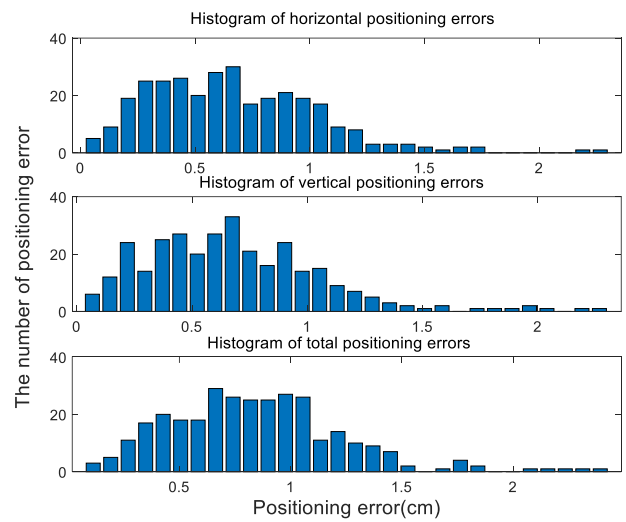 Histogram of horizontal positioning errors
40
20
0
0 0.5 1 1.5 2
Histogram of vertical positioning errors
40
20
0
0 0.5 1 1.5 2
Histogram of total positioning errors
40
20
0
0.5 1 1.5 2
Positioning error(cm)
The number of positioning error